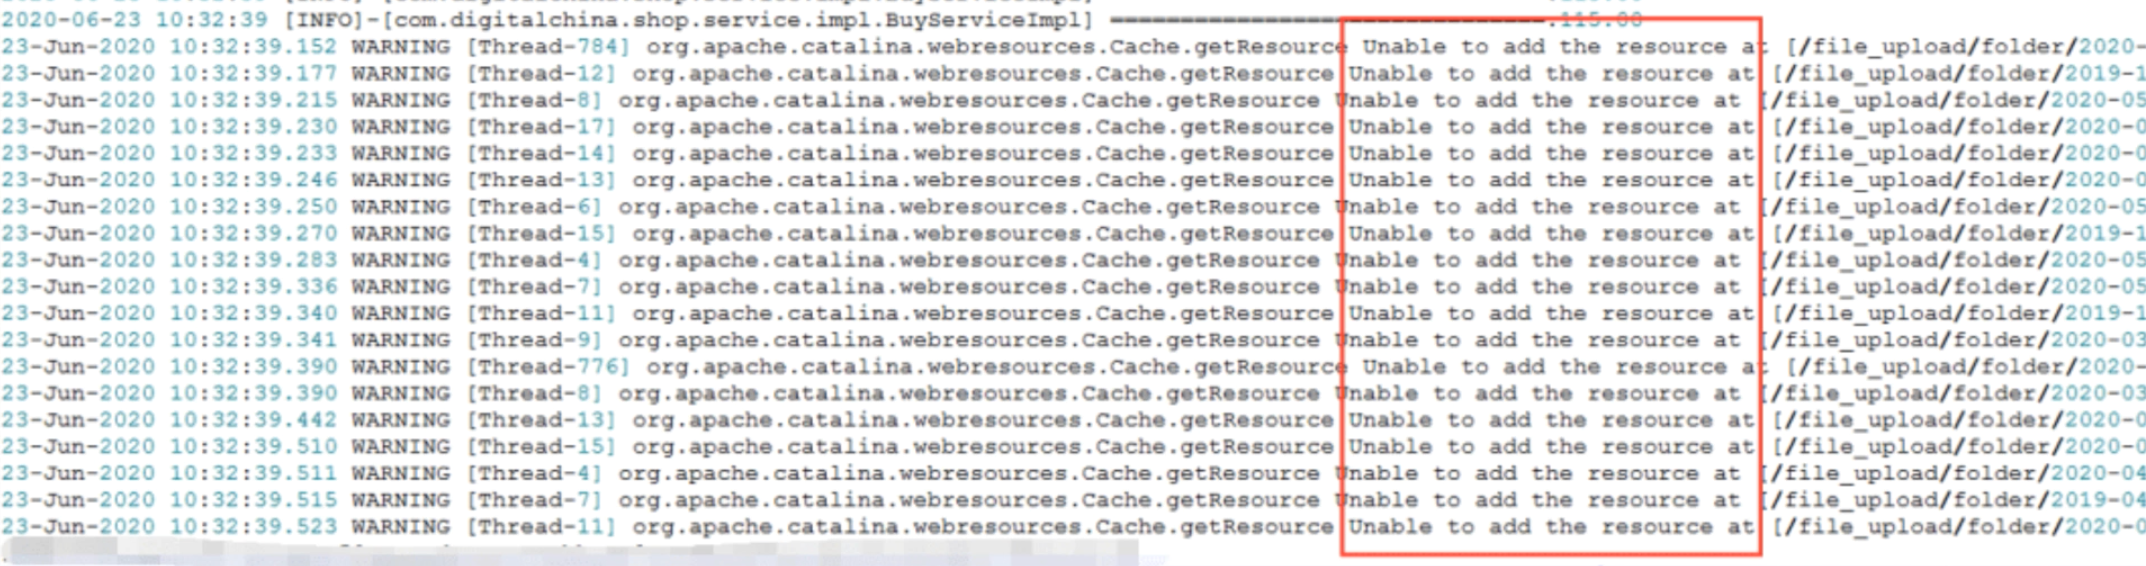 2020-06-23 10:32:39 [INFO]-[com.digitalchina.shop.service.impl.BuyServiceImpl] ===============================.115.00
23-Jun-2020 10:32:39.152 WARNING [Thread-784] org.apache.catalina.webresources.Cache.getResource Unable to add the resource at [/file_upload/folder/2020-
23-Jun-2020 10:32:39.177 WARNING [Thread-12] org.apache.catalina.webresources.Cache.getResource Unable to add the resource at [/file_upload/folder/2019-1
23-Jun-2020 10:32:39.215 WARNING [Thread-8] org.apache.catalina.webresources.Cache.getResource Unable to add the resource at [/file_upload/folder/2020-05
23-Jun-2020 10:32:39.230 WARNING [Thread-17] org.apache.catalina.webresources.Cache.getResource Unable to add the resource at [/file_upload/folder/2020-0
23-Jun-2020 10:32:39.233 WARNING [Thread-14] org.apache.catalina.webresources.Cache.getResource Unable to add the resource at [/file_upload/folder/2020-0
23-Jun-2020 10:32:39.246 WARNING [Thread-13] org.apache.catalina.webresources.Cache.getResource Unable to add the resource at [/file_upload/folder/2020-0
23-Jun-2020 10:32:39.250 WARNING [Thread-6] org.apache.catalina.webresources.Cache.getResource Unable to add the resource at [/file_upload/folder/2020-05
23-Jun-2020 10:32:39.270 WARNING [Thread-15] org.apache.catalina.webresources.Cache.getResource Unable to add the resource at [/file_upload/folder/2019-1
23-Jun-2020 10:32:39.283 WARNING [Thread-4] org.apache.catalina.webresources.Cache.getResource Unable to add the resource at [/file_upload/folder/2020-05
23-Jun-2020 10:32:39.336 WARNING [Thread-7] org.apache.catalina.webresources.Cache.getResource Unable to add the resource at [/file_upload/folder/2020-05
23-Jun-2020 10:32:39.340 WARNING [Thread-11] org.apache.catalina.webresources.Cache.getResource Unable to add the resource at [/file_upload/folder/2019-1
23-Jun-2020 10:32:39.341 WARNING [Thread-9] org.apache.catalina.webresources.Cache.getResource Unable to add the resource at [/file_upload/folder/2020-03
23-Jun-2020 10:32:39.390 WARNING [Thread-776] org.apache.catalina.webresources.Cache.getResource Unable to add the resource at [/file_upload/folder/2020-
23-Jun-2020 10:32:39.390 WARNING [Thread-8] org.apache.catalina.webresources.Cache.getResource Unable to add the resource at [/file_upload/folder/2020-03
23-Jun-2020 10:32:39.442 WARNING [Thread-13] org.apache.catalina.webresources.Cache.getResource Unable to add the resource at [/file_upload/folder/2020-0
23-Jun-2020 10:32:39.510 WARNING [Thread-15] org.apache.catalina.webresources.Cache.getResource Unable to add the resource at [/file_upload/folder/2020-0
23-Jun-2020 10:32:39.511 WARNING [Thread-4] org.apache.catalina.webresources.Cache.getResource Unable to add the resource at [/file_upload/folder/2020-04
23-Jun-2020 10:32:39.515 WARNING [Thread-7] org.apache.catalina.webresources.Cache.getResource Unable to add the resource at [/file_upload/folder/2019-04
23-Jun-2020 10:32:39.523 WARNING [Thread-11] org.apache.catalina.webresources.Cache.getResource Unable to add the resource at [/file_upload/folder/2020-0